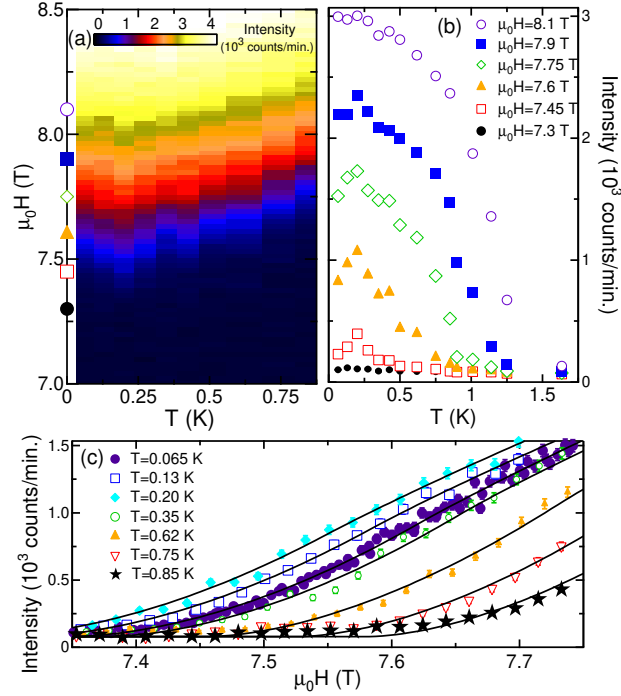 (a)
0 1 2 3 4
Intensity
(10³ counts/min.)
8.0
7.5
7.0
μ₀H (T)
0 0.25 0.5 0.75
T (K)
(b)
μ₀H=8.1 T
μ₀H=7.9 T
μ₀H=7.75 T
μ₀H=7.6 T
μ₀H=7.45 T
μ₀H=7.3 T
3
2
1
0
Intensity (10³ counts/min.)
0 0.5 1 1.5
T (K)
(c)
T=0.065 K
T=0.13 K
T=0.20 K
T=0.35 K
T=0.62 K
T=0.75 K
T=0.85 K
1.5
1
0.5
0
Intensity (10³ counts/min.)
7.4 7.5 7.6 7.7
μ₀H (T)